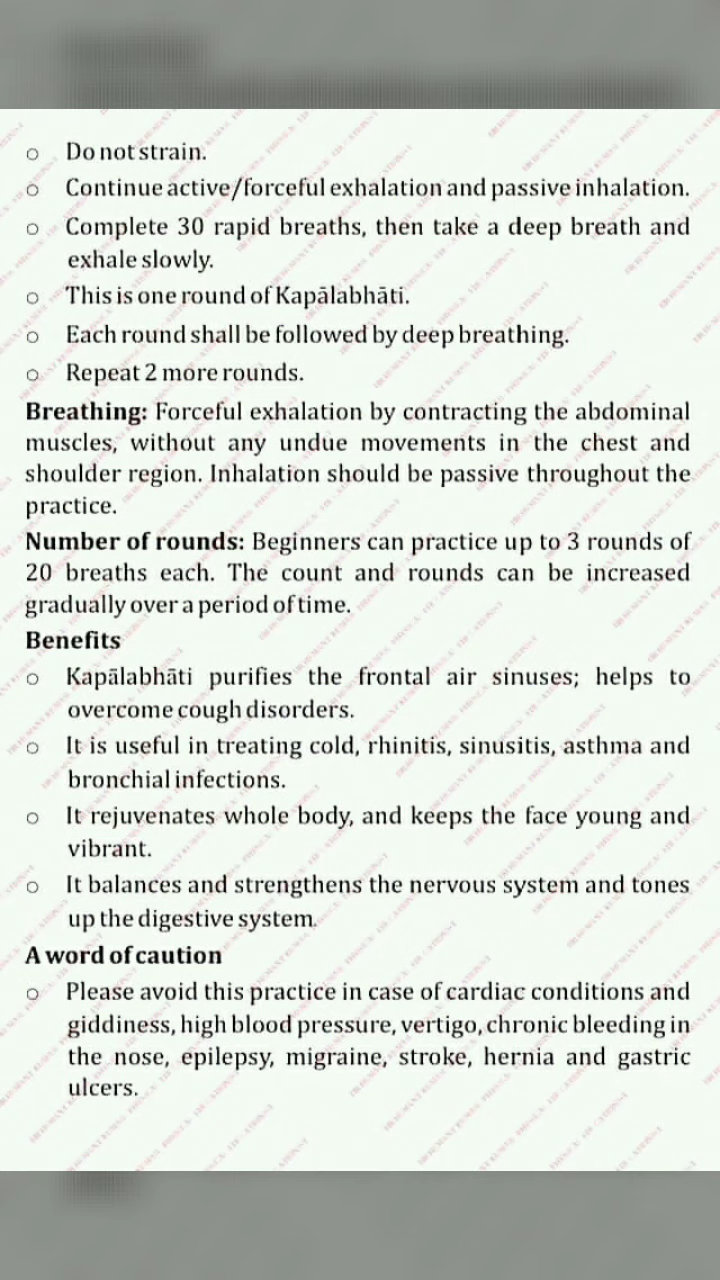 o Do not strain.
o Continue active/forceful exhalation and passive inhalation.
o Complete 30 rapid breaths, then take a deep breath and
exhale slowly.
o This is one round of Kapālabhāti.
o Each round shall be followed by deep breathing.
o Repeat 2 more rounds.
Breathing: Forceful exhalation by contracting the abdominal
muscles, without any undue movements in the chest and
shoulder region. Inhalation should be passive throughout the
practice.
Number of rounds: Beginners can practice up to 3 rounds of
20 breaths each. The count and rounds can be increased
gradually over a period of time.
Benefits
o Kapālabhāti purifies the frontal air sinuses; helps to
overcome cough disorders.
o It is useful in treating cold, rhinitis, sinusitis, asthma and
bronchial infections.
o It rejuvenates whole body, and keeps the face young and
vibrant.
o It balances and strengthens the nervous system and tones
up the digestive system.
A word of caution
o Please avoid this practice in case of cardiac conditions and
giddiness, high blood pressure, vertigo, chronic bleeding in
the nose, epilepsy, migraine, stroke, hernia and gastric
ulcers.